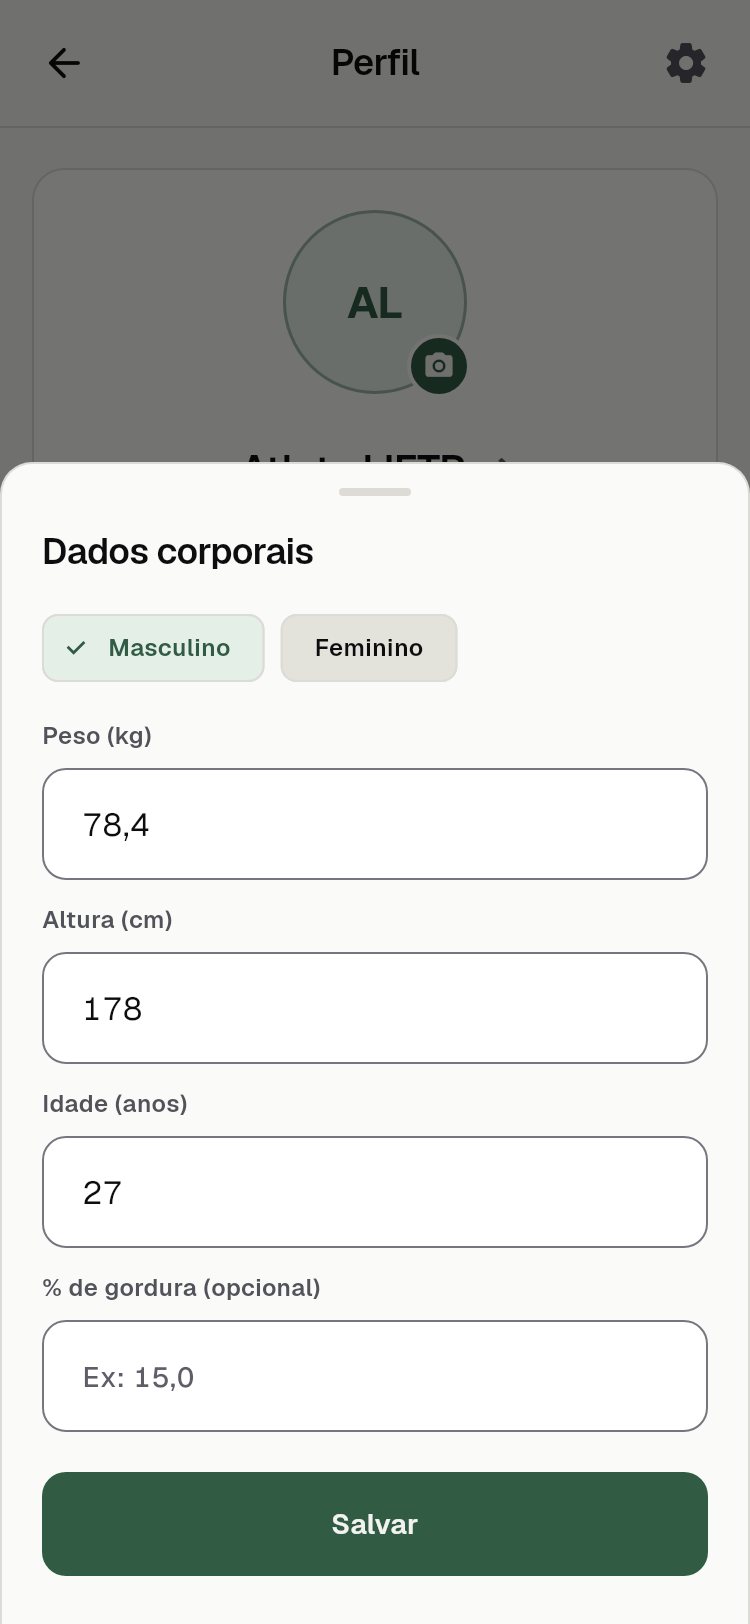 Perfil
AL
Dados corporais
Masculino
Feminino
Peso (kg)
78,4
Altura (cm)
178
Idade (anos)
27
% de gordura (opcional)
Ex: 15,0
Salvar